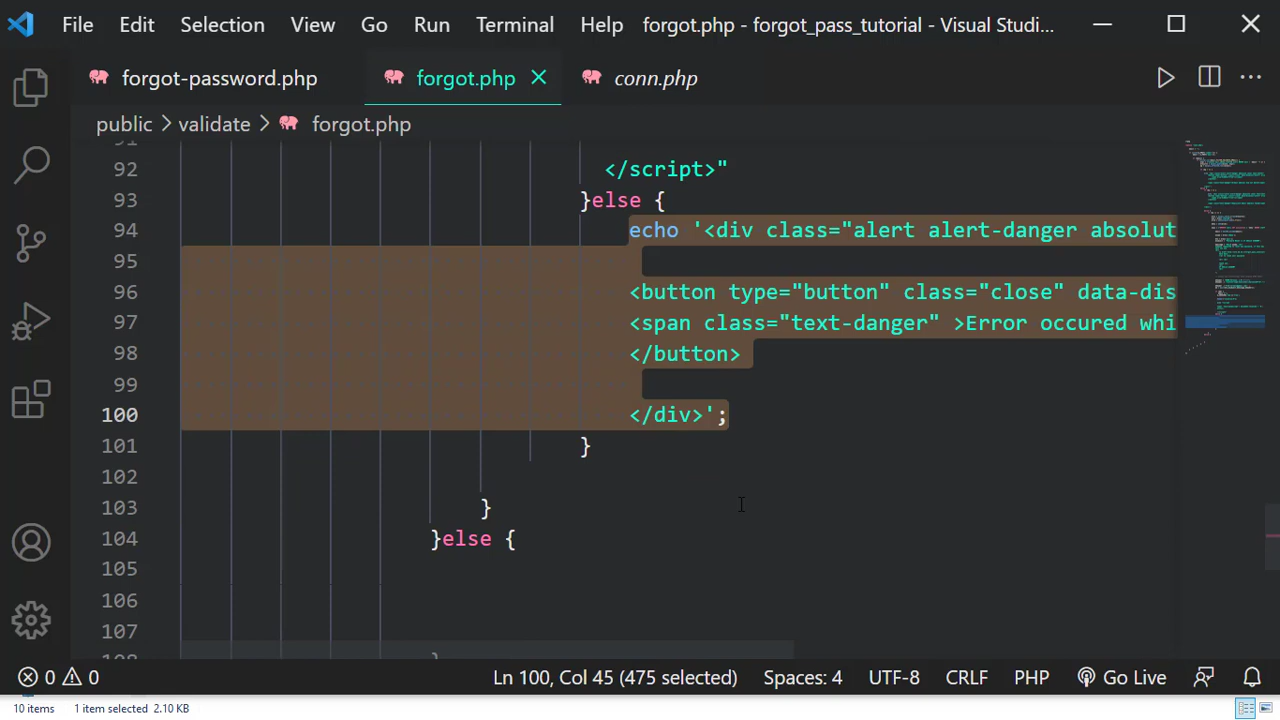 File Edit Selection View Go Run Terminal Help forgot.php - forgot_pass_tutorial - Visual Studi...
forgot-password.php forgot.php conn.php
public > validate > forgot.php
92 </script>"
93 }else {
94 echo '<div class="alert alert-danger absolut
95
96 <button type="button" class="close" data-dis
97 <span class="text-danger" >Error occured whi
98 </button>
99
100 </div>';
101 }
102
103 }
104 }else {
105
106
107
Ln 100, Col 45 (475 selected) Spaces: 4 UTF-8 CRLF PHP Go Live
0 0
10 items 1 item selected 2.10 KB